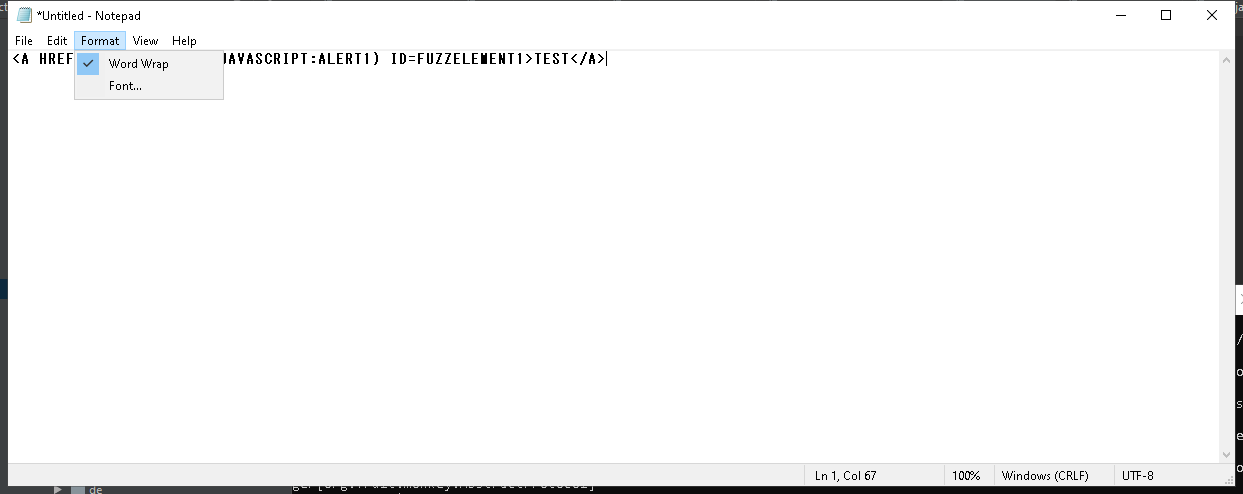 *Untitled - Notepad
File Edit Format View Help
<A HREF JAVASCRIPT:ALERT1) ID=FUZZELEMENT1>TEST</A>
Word Wrap
Font...
Ln 1, Col 67 100% Windows (CRLF) UTF-8
de